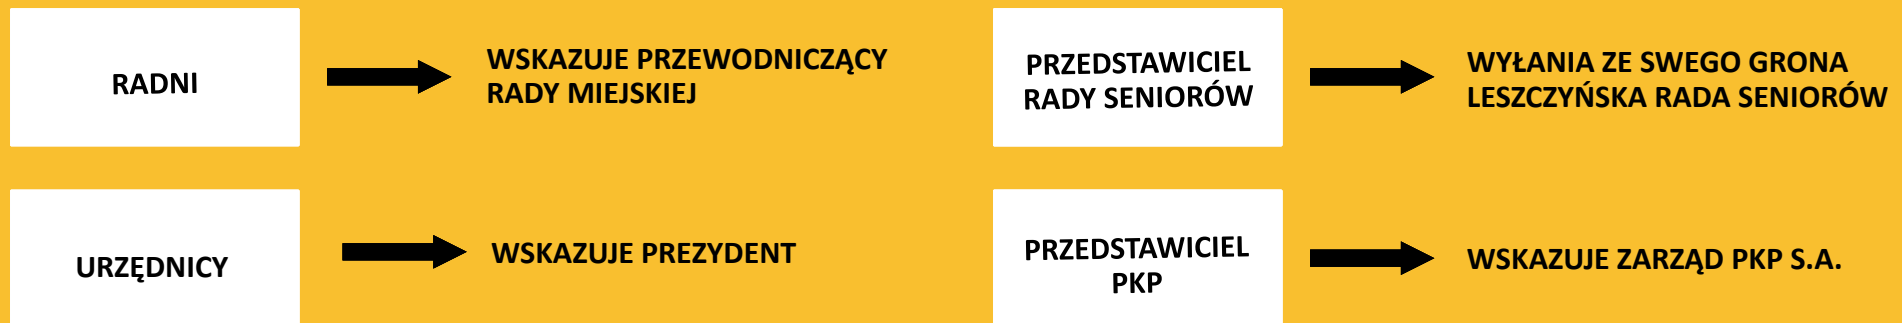 RADNI
WSKAZUJE PRZEWODNICZĄCY
RADY MIEJSKIEJ
PRZEDSTAWICIEL
RADY SENIORÓW
WYŁANIA ZE SWEGO GRONA
LESZCZYŃSKA RADA SENIORÓW
URZĘDNICY
WSKAZUJE PREZYDENT
PRZEDSTAWICIEL
PKP
WSKAZUJE ZARZĄD PKP S.A.